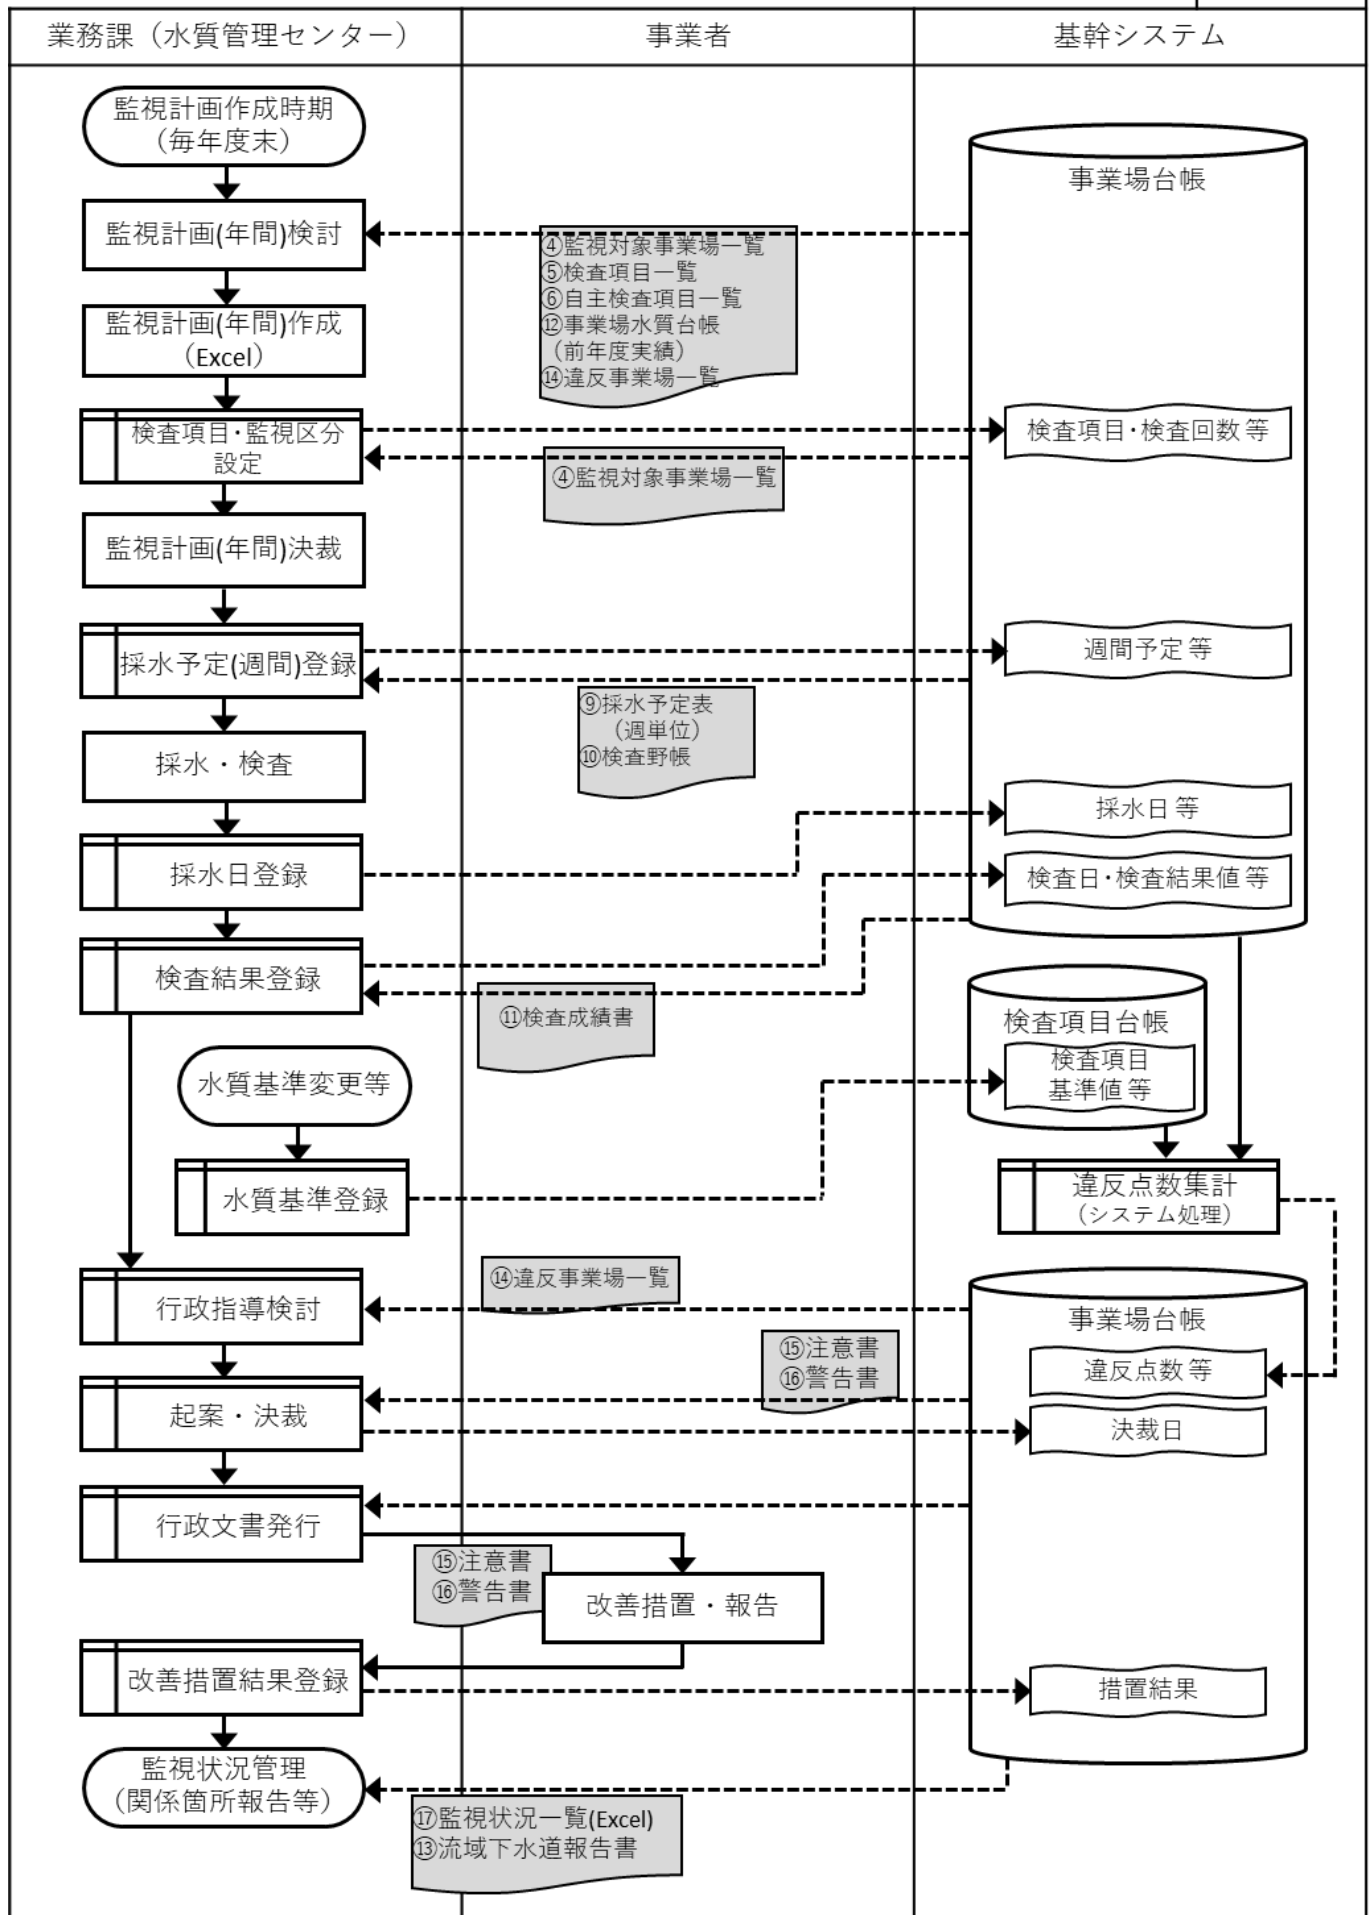 業務課（水質管理センター）
事業者
基幹システム
監視計画作成時期
（毎年度末）
事業場台帳
監視計画(年間)検討
④監視対象事業場一覧
⑤検査項目一覧
⑥自主検査項目一覧
⑫事業場水質台帳
（前年度実績）
⑭違反事業場一覧
監視計画(年間)作成
（Excel）
検査項目・監視区分
設定
検査項目・検査回数 等
④監視対象事業場一覧
監視計画(年間)決裁
採水予定(週間)登録
週間予定 等
⑨採水予定表
（週単位）
⑩検査野帳
採水・検査
採水日 等
採水日登録
検査日・検査結果値 等
検査結果登録
⑪検査成績書
検査項目台帳
検査項目
基準値 等
水質基準変更等
水質基準登録
違反点数集計
（システム処理）
⑭違反事業場一覧
行政指導検討
事業場台帳
⑮注意書
⑯警告書
違反点数 等
起案・決裁
決裁日
行政文書発行
⑮注意書
⑯警告書
改善措置・報告
改善措置結果登録
措置結果
監視状況管理
（関係箇所報告等）
⑰監視状況一覧(Excel)
⑬流域下水道報告書